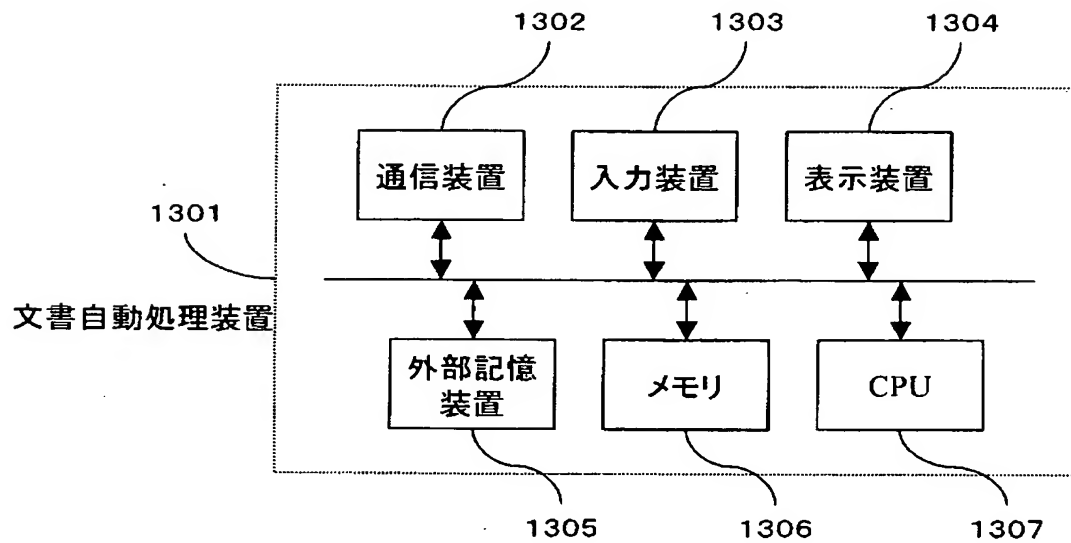 1302
1303
1304
通信装置
入力装置
表示装置
1301
文書自動処理装置
外部記憶
装置
メモリ
CPU
1305
1306
1307